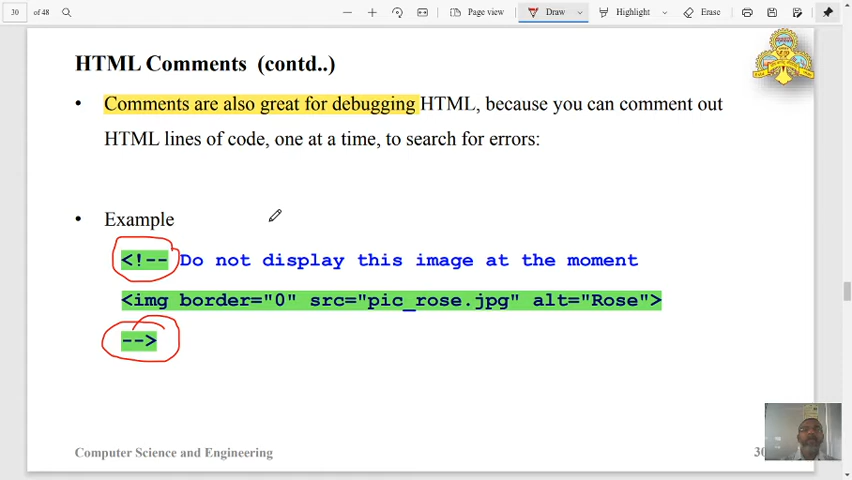 30 of 48 Page view Draw Highlight Erase
HTML Comments (contd..)
• Comments are also great for debugging HTML, because you can comment out
HTML lines of code, one at a time, to search for errors:
• Example
<!-- Do not display this image at the moment
<img border="0" src="pic_rose.jpg" alt="Rose">
-->
Computer Science and Engineering 30